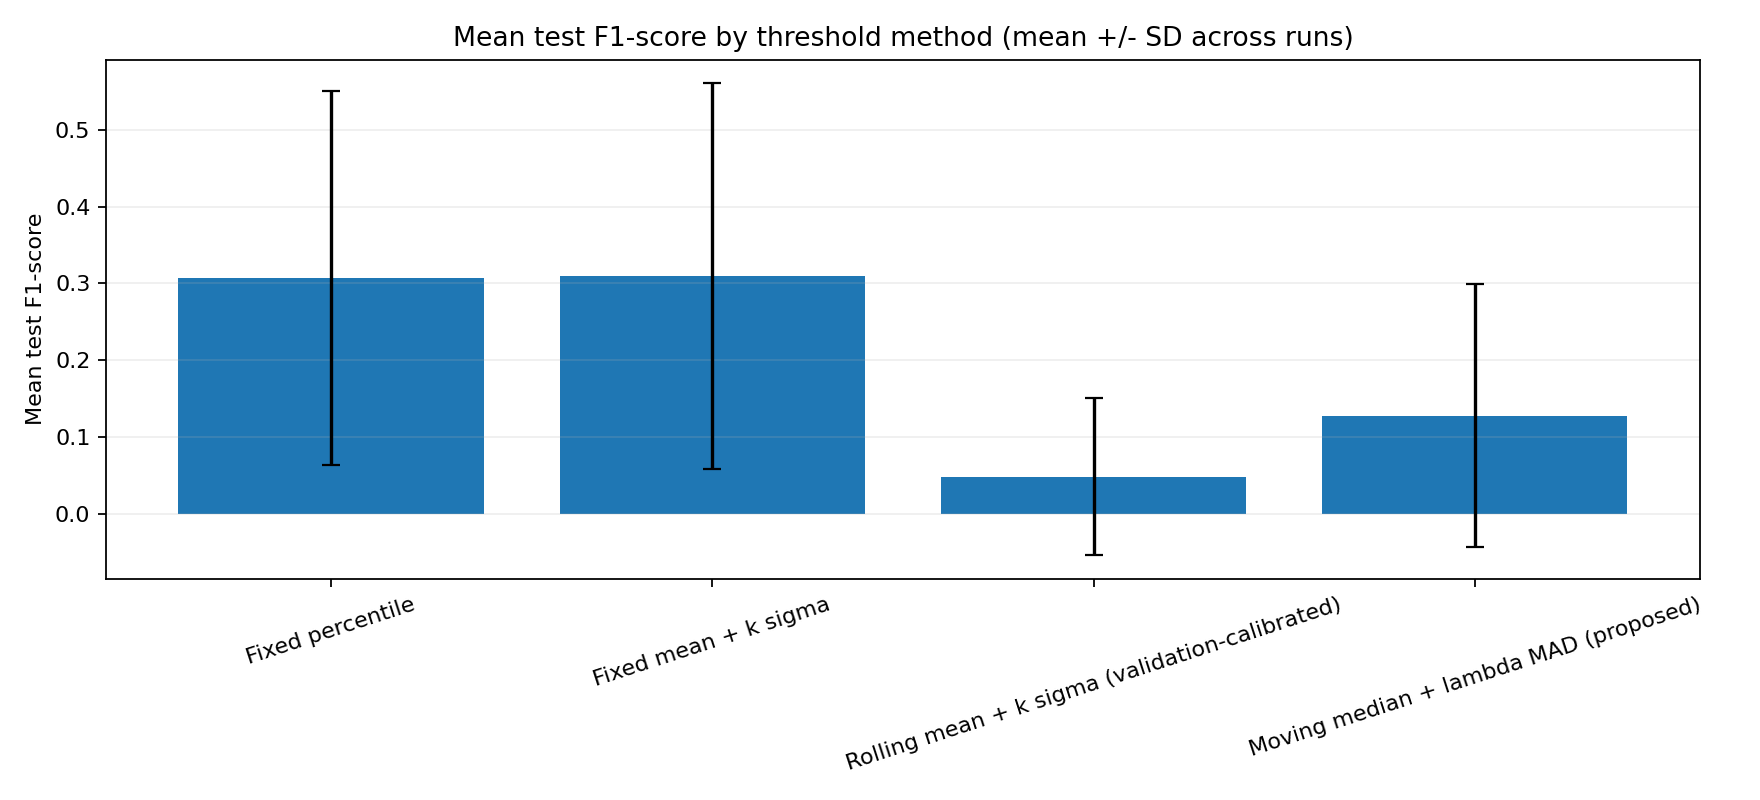 Mean test F1-score by threshold method (mean +/- SD across runs)
Mean test F1-score
0.5
0.4
0.3
0.2
0.1
0.0
Fixed percentile
Fixed mean + k sigma
Rolling mean + k sigma (validation-calibrated)
Moving median + lambda MAD (proposed)